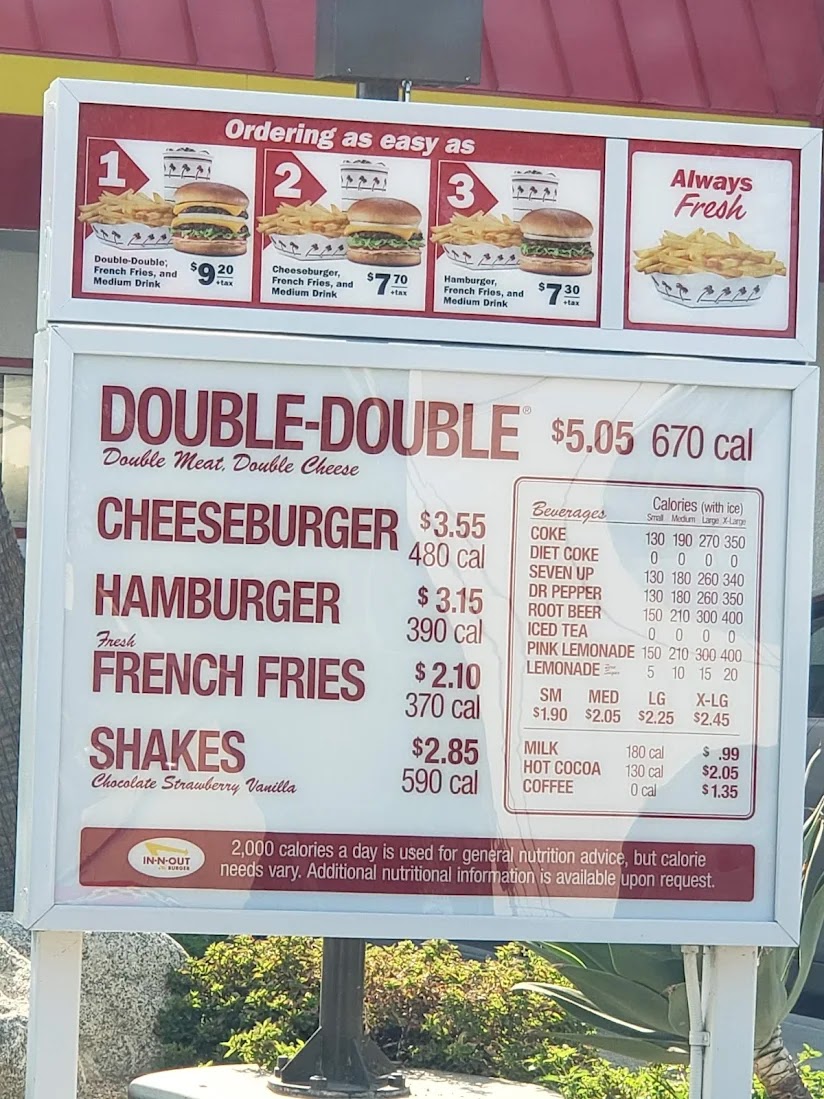 Ordering as easy as
1
Double-Double,
French Fries, and
Medium Drink
$9 20
+tax
2
Cheeseburger,
French Fries, and
Medium Drink
$7 70
+tax
3
Hamburger,
French Fries, and
Medium Drink
$7 30
+tax
Always
Fresh
DOUBLE-DOUBLE® $5.05 670 cal
Double Meat, Double Cheese
CHEESEBURGER $3.55
480 cal
HAMBURGER $3.15
390 cal
Fresh
FRENCH FRIES $2.10
370 cal
SHAKES $2.85
Chocolate Strawberry Vanilla 590 cal
Beverages Calories (with ice)
Small Medium Large X-Large
COKE 130 190 270 350
DIET COKE 0 0 0 0
SEVEN UP 130 180 260 340
DR PEPPER 130 180 260 350
ROOT BEER 150 210 300 400
ICED TEA 0 0 0 0
PINK LEMONADE 150 210 300 400
LEMONADE 5 10 15 20
SM MED LG X-LG
$1.90 $2.05 $2.25 $2.45
MILK 180 cal $ .99
HOT COCOA 130 cal $2.05
COFFEE 0 cal $1.35
IN-N-OUT
BURGER
2,000 calories a day is used for general nutrition advice, but calorie
needs vary. Additional nutritional information is available upon request.